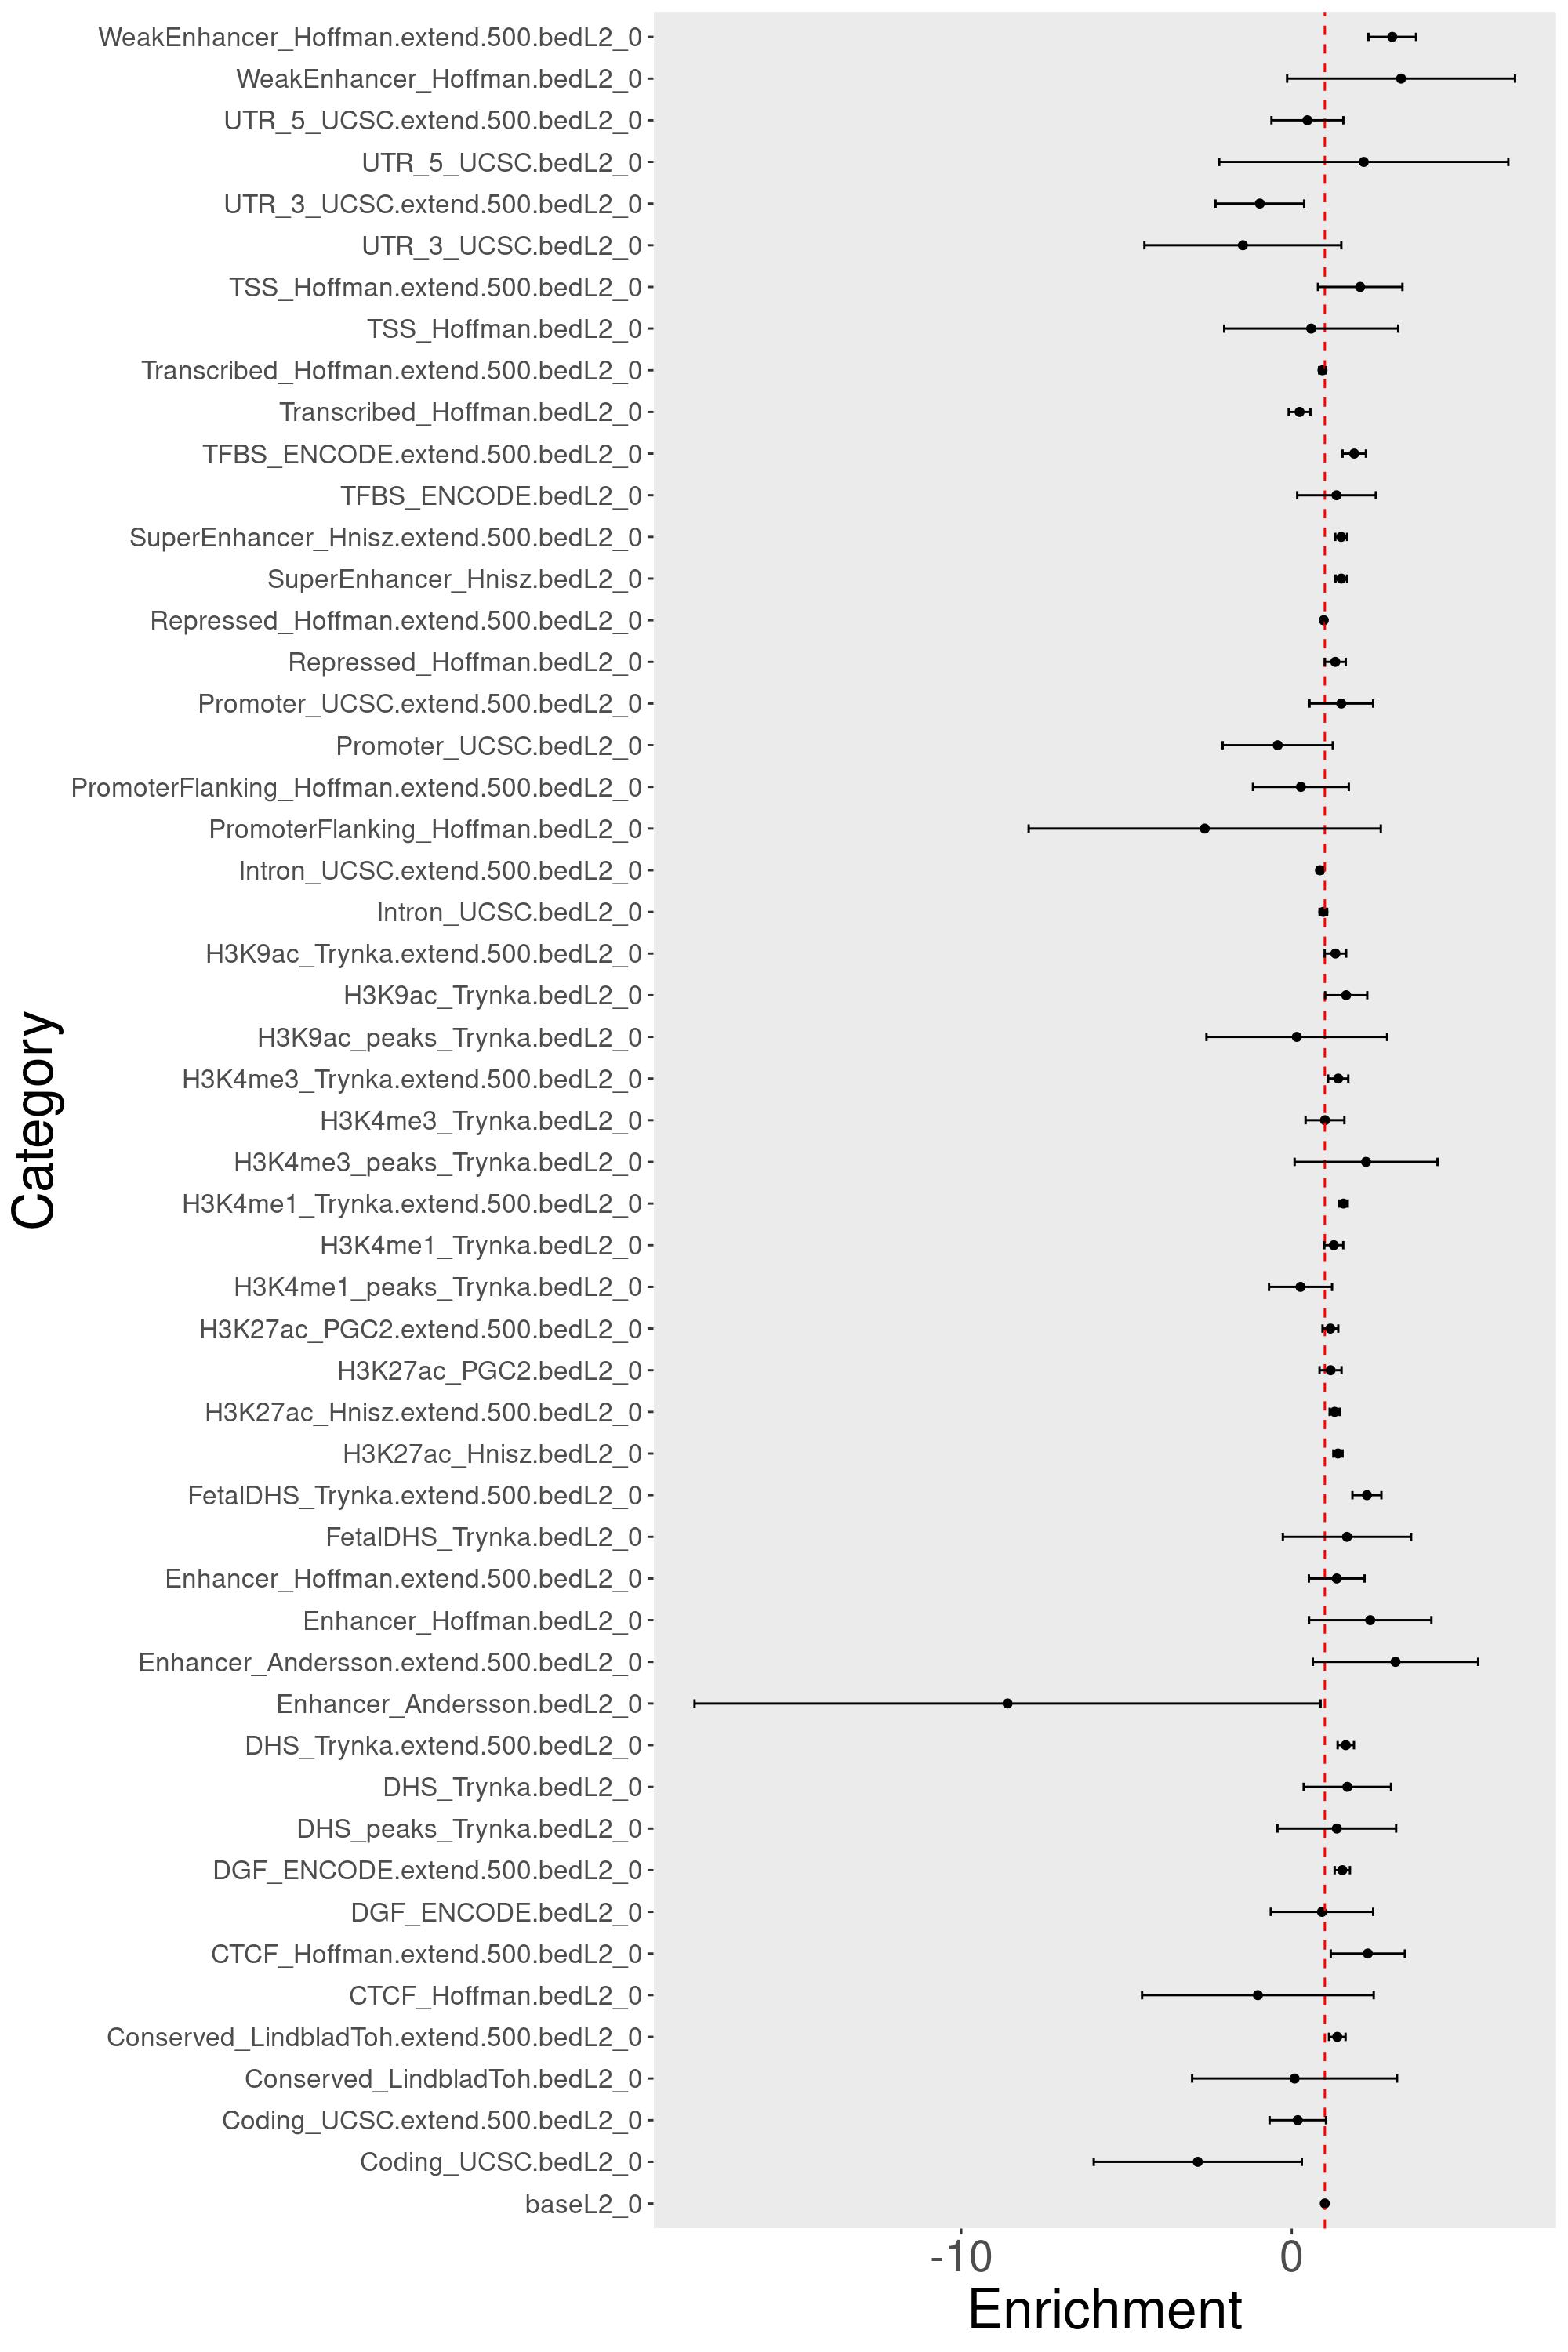 WeakEnhancer_Hoffman.extend.500.bedL2_0
WeakEnhancer_Hoffman.bedL2_0
UTR_5_UCSC.extend.500.bedL2_0
UTR_5_UCSC.bedL2_0
UTR_3_UCSC.extend.500.bedL2_0
UTR_3_UCSC.bedL2_0
TSS_Hoffman.extend.500.bedL2_0
TSS_Hoffman.bedL2_0
Transcribed_Hoffman.extend.500.bedL2_0
Transcribed_Hoffman.bedL2_0
TFBS_ENCODE.extend.500.bedL2_0
TFBS_ENCODE.bedL2_0
SuperEnhancer_Hnisz.extend.500.bedL2_0
SuperEnhancer_Hnisz.bedL2_0
Repressed_Hoffman.extend.500.bedL2_0
Repressed_Hoffman.bedL2_0
Promoter_UCSC.extend.500.bedL2_0
Promoter_UCSC.bedL2_0
PromoterFlanking_Hoffman.extend.500.bedL2_0
PromoterFlanking_Hoffman.bedL2_0
Intron_UCSC.extend.500.bedL2_0
Intron_UCSC.bedL2_0
H3K9ac_Trynka.extend.500.bedL2_0
H3K9ac_Trynka.bedL2_0
H3K9ac_peaks_Trynka.bedL2_0
H3K4me3_Trynka.extend.500.bedL2_0
H3K4me3_Trynka.bedL2_0
H3K4me3_peaks_Trynka.bedL2_0
H3K4me1_Trynka.extend.500.bedL2_0
H3K4me1_Trynka.bedL2_0
H3K4me1_peaks_Trynka.bedL2_0
H3K27ac_PGC2.extend.500.bedL2_0
H3K27ac_PGC2.bedL2_0
H3K27ac_Hnisz.extend.500.bedL2_0
H3K27ac_Hnisz.bedL2_0
FetalDHS_Trynka.extend.500.bedL2_0
FetalDHS_Trynka.bedL2_0
Enhancer_Hoffman.extend.500.bedL2_0
Enhancer_Hoffman.bedL2_0
Enhancer_Andersson.extend.500.bedL2_0
Enhancer_Andersson.bedL2_0
DHS_Trynka.extend.500.bedL2_0
DHS_Trynka.bedL2_0
DHS_peaks_Trynka.bedL2_0
DGF_ENCODE.extend.500.bedL2_0
DGF_ENCODE.bedL2_0
CTCF_Hoffman.extend.500.bedL2_0
CTCF_Hoffman.bedL2_0
Conserved_LindbladToh.extend.500.bedL2_0
Conserved_LindbladToh.bedL2_0
Coding_UCSC.extend.500.bedL2_0
Coding_UCSC.bedL2_0
baseL2_0
Category
-10 0
Enrichment